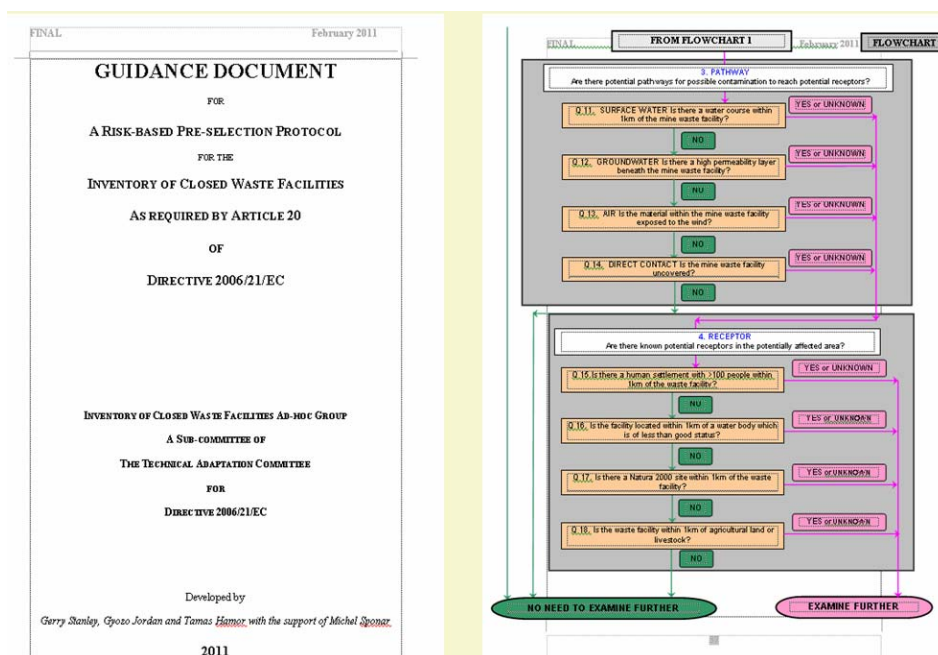 FINAL
February 2011
GUIDANCE DOCUMENT
FOR
A RISK-BASED PRE-SELECTION PROTOCOL
FOR THE
INVENTORY OF CLOSED WASTE FACILITIES
AS REQUIRED BY ARTICLE 20
OF
DIRECTIVE 2006/21/EC
INVENTORY OF CLOSED WASTE FACILITIES AD-HOC GROUP
A SUB-COMMITTEE OF
THE TECHNICAL ADAPTATION COMMITTEE
FOR
DIRECTIVE 2006/21/EC
Developed by
Gerry Stanley, Gyozo Jordan and Tamas Hamor with the support of Michel Sponar
2011
FINAL
FROM FLOWCHART 1
February 2011
FLOWCHART
3. PATHWAY
Are there potential pathways for possible contamination to reach potential receptors?
Q.11. SURFACE WATER Is there a water course within
1km of the mine waste facility?
YES or UNKNOWN
NO
Q.12. GROUNDWATER Is there a high permeability layer
beneath the mine waste facility?
YES or UNKNOWN
NO
Q.13. AIR Is the material within the mine waste facility
exposed to the wind?
YES or UNKNOWN
NO
Q.14. DIRECT CONTACT Is the mine waste facility
uncovered?
YES or UNKNOWN
NO
4. RECEPTOR
Are there known potential receptors in the potentially affected area?
Q.15. Is there a human settlement with >100 people within
1km of the waste facility?
YES or UNKNOWN
NO
Q.16. Is the facility located within 1km of a water body which
is of less than good status?
YES or UNKNOWN
NO
Q.17. Is there a Natura 2000 site within 1km of the waste
facility?
YES or UNKNOWN
NO
Q.18. Is the waste facility within 1km of agricultural land or
livestock?
YES or UNKNOWN
NO
NO NEED TO EXAMINE FURTHER
EXAMINE FURTHER